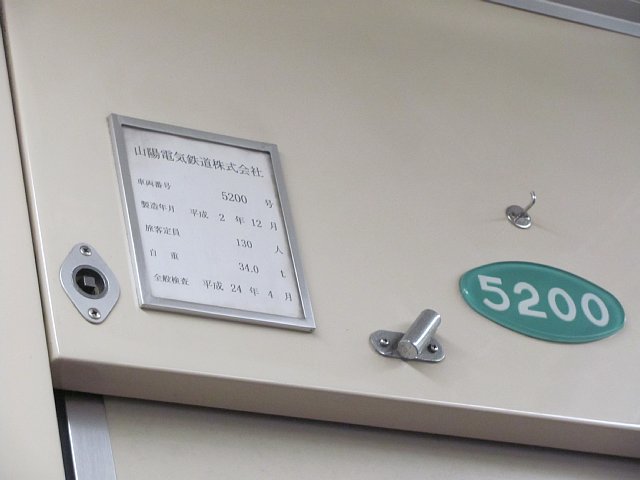 山陽電気鉄道株式会社
車両番号 5200 号
製造年月 平成 2 年 12 月
旅客定員 130 人
自重 34.0 t
全般検査 平成 24 年 4 月
5200